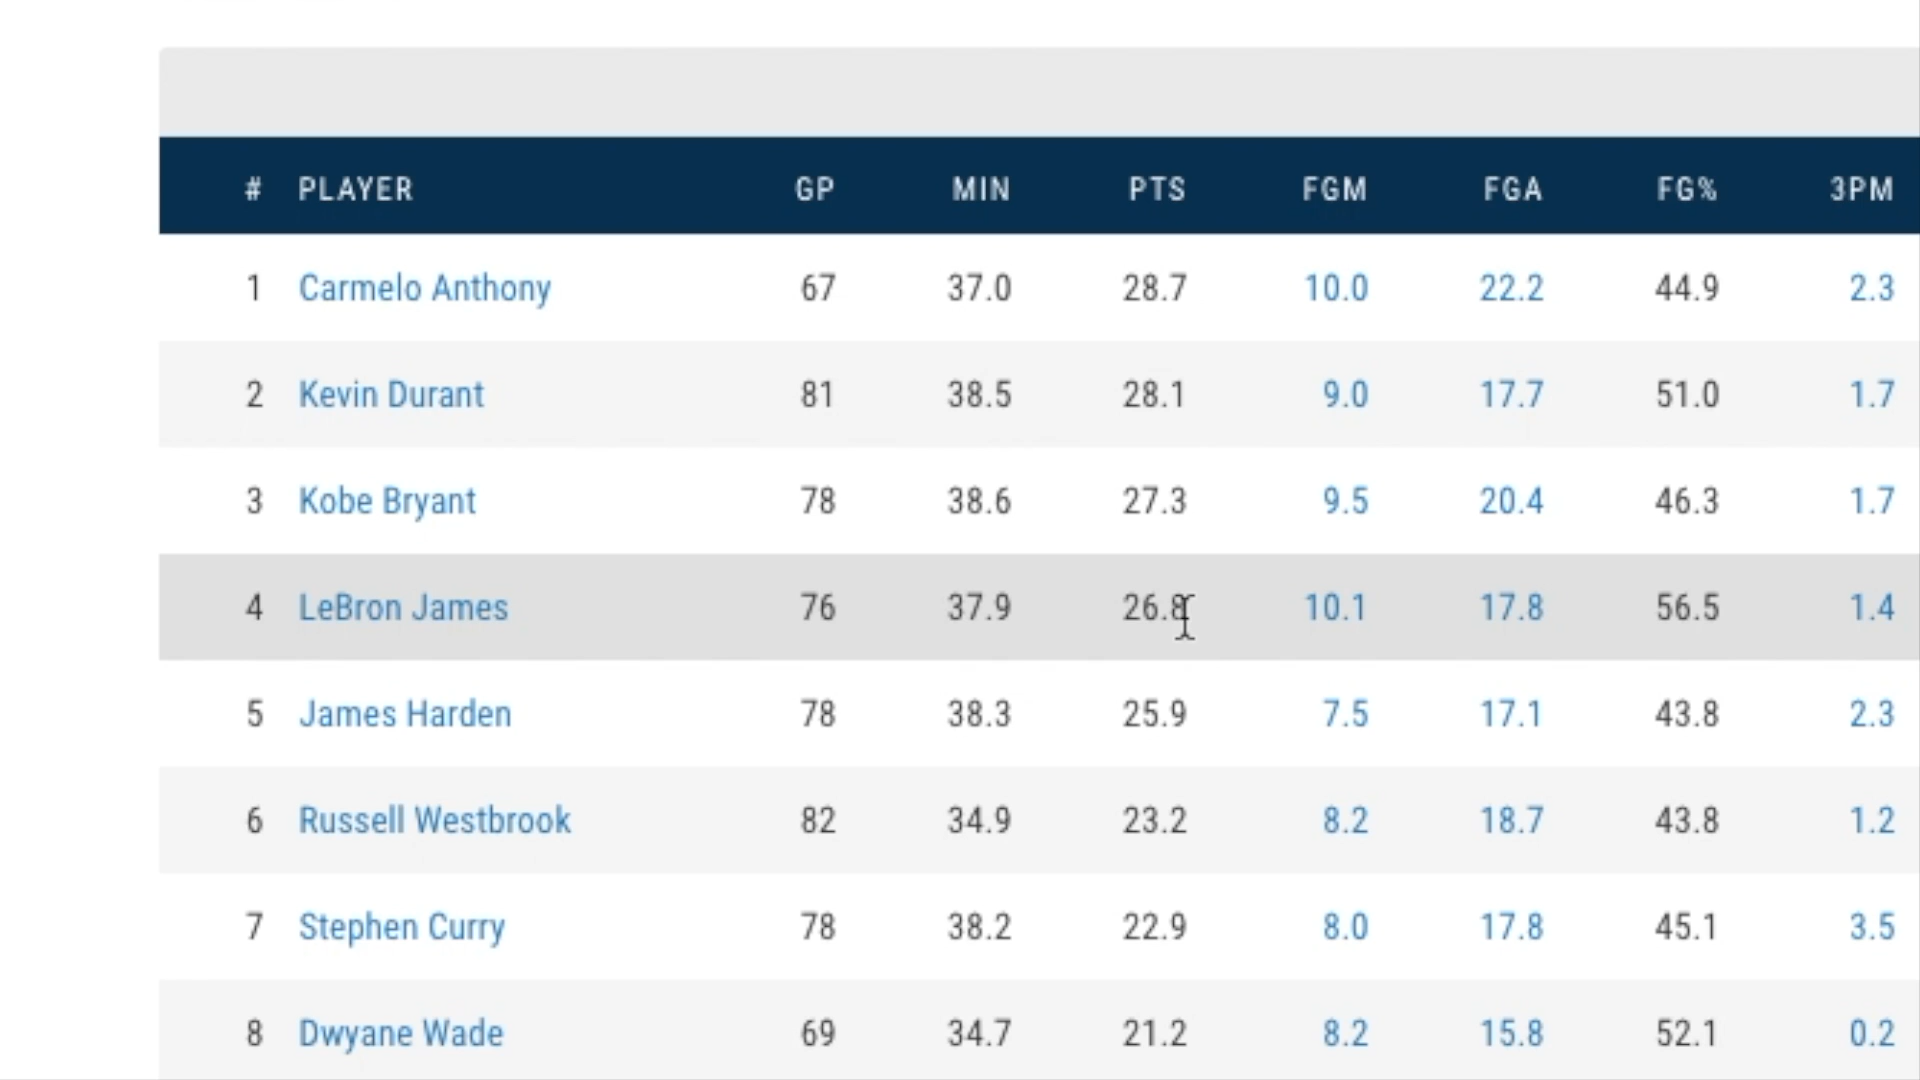 # PLAYER GP MIN PTS FGM FGA FG% 3PM
1 Carmelo Anthony 67 37.0 28.7 10.0 22.2 44.9 2.3
2 Kevin Durant 81 38.5 28.1 9.0 17.7 51.0 1.7
3 Kobe Bryant 78 38.6 27.3 9.5 20.4 46.3 1.7
4 LeBron James 76 37.9 26.8 10.1 17.8 56.5 1.4
5 James Harden 78 38.3 25.9 7.5 17.1 43.8 2.3
6 Russell Westbrook 82 34.9 23.2 8.2 18.7 43.8 1.2
7 Stephen Curry 78 38.2 22.9 8.0 17.8 45.1 3.5
8 Dwyane Wade 69 34.7 21.2 8.2 15.8 52.1 0.2